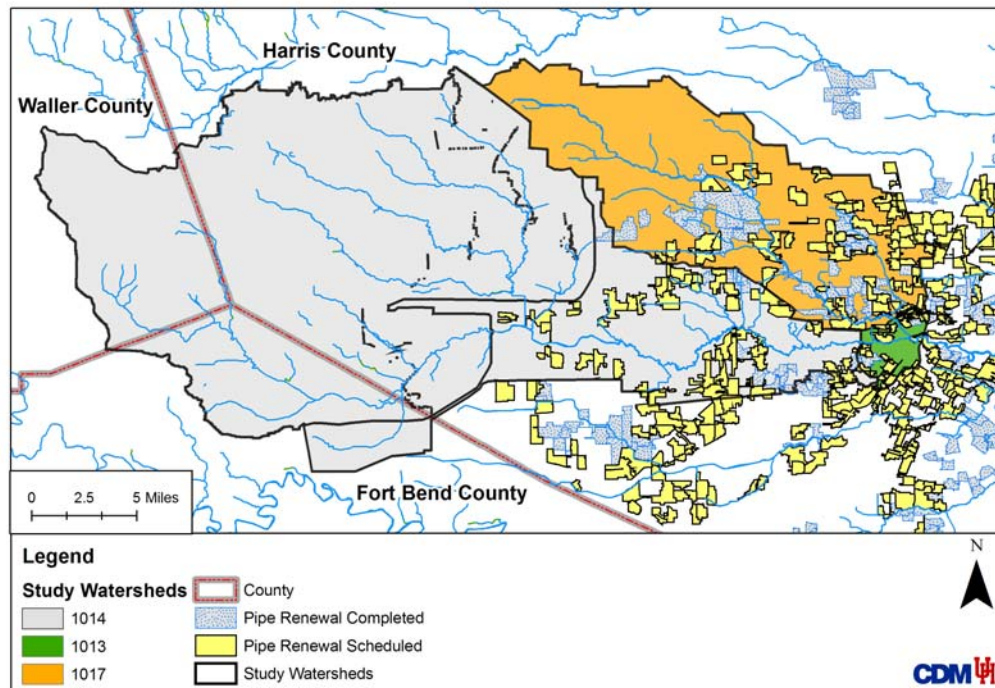 Harris County
Waller County
Fort Bend County
0 2.5 5 Miles
Legend
Study Watersheds
1014
1013
1017
County
Pipe Renewal Completed
Pipe Renewal Scheduled
Study Watersheds
N
CDM UH